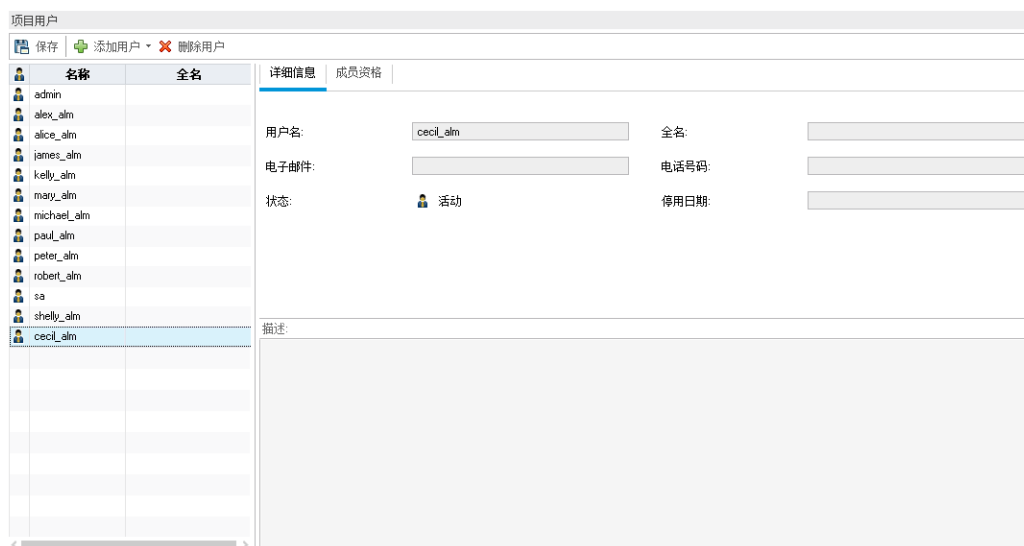 项目用户
保存 添加用户 删除用户
名称 全名 详细信息 成员资格
admin
alex_alm
alice_alm
james_alm
kelly_alm
mary_alm
michael_alm
paul_alm
peter_alm
robert_alm
sa
shelly_alm
cecil_alm
用户名: cecil_alm 全名:
电子邮件: 电话号码:
状态: 活动 停用日期:
描述: